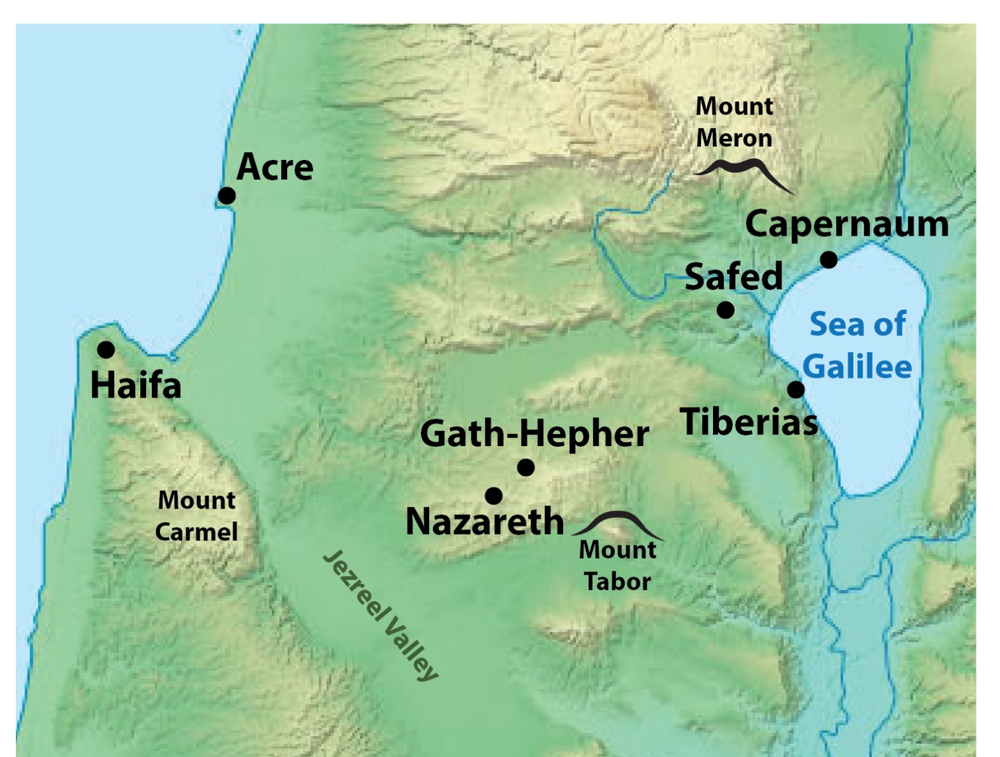 Mount
Meron
Acre
Capernaum
Safed
Sea of
Galilee
Haifa
Tiberias
Gath-Hepher
Mount
Carmel
Nazareth
Mount
Tabor
Jezreel Valley